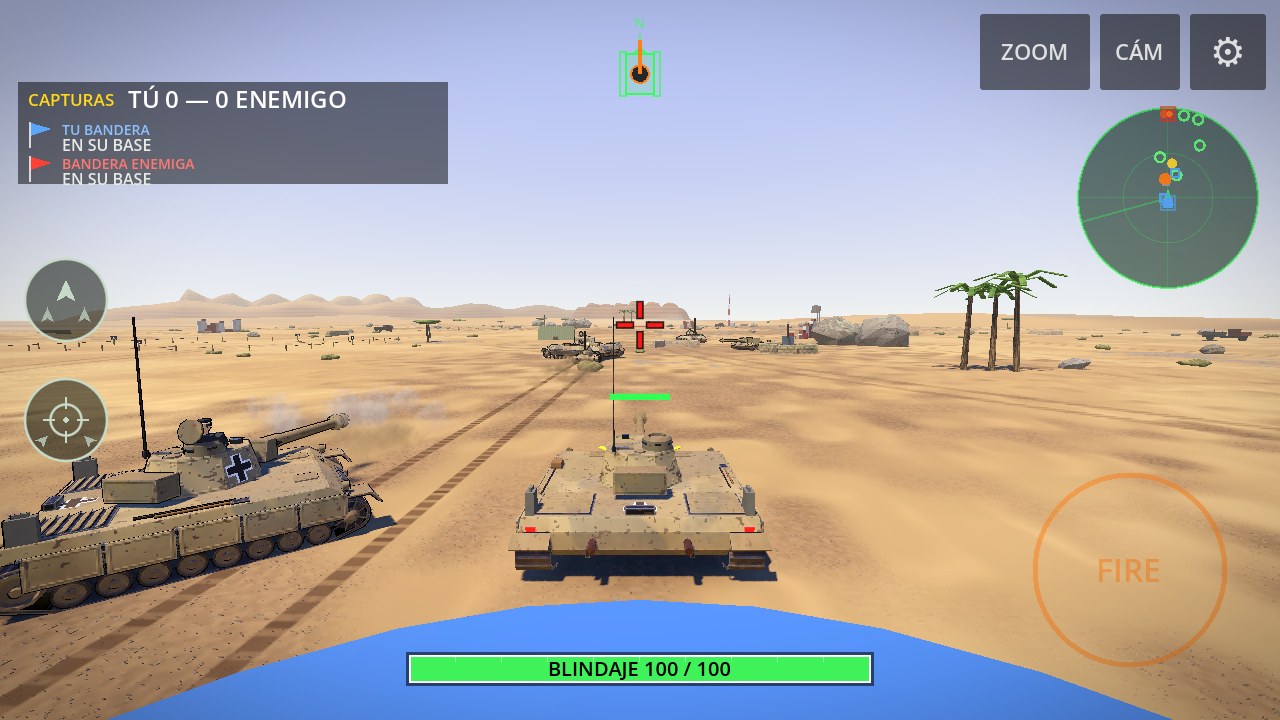 N
ZOOM
CÁM
CAPTURAS TÚ 0 — 0 ENEMIGO
TU BANDERA
EN SU BASE
BANDERA ENEMIGA
EN SU BASE
FIRE
BLINDAJE 100 / 100